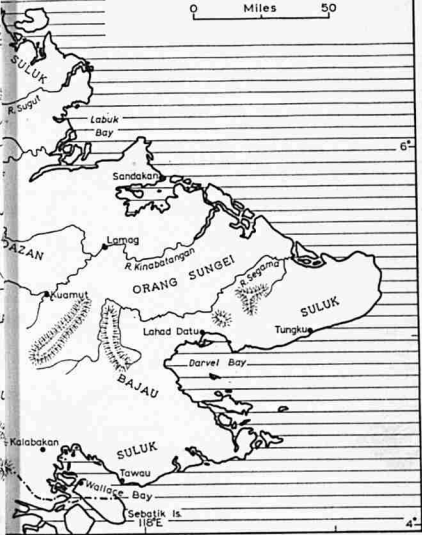 0 Miles 50
SULUK
R. Sugut
Labuk
Bay
6°
Sandakan
DAZAN
Lamag
R. Kinabatangan
ORANG SUNGEI
R. Segama
Kuamut
SULUK
Lahad Datu
Tungku
Darvel Bay
BAJAU
Kalabakan
SULUK
Tawau
Wallace Bay
Sebatik Is.
118°E
4°